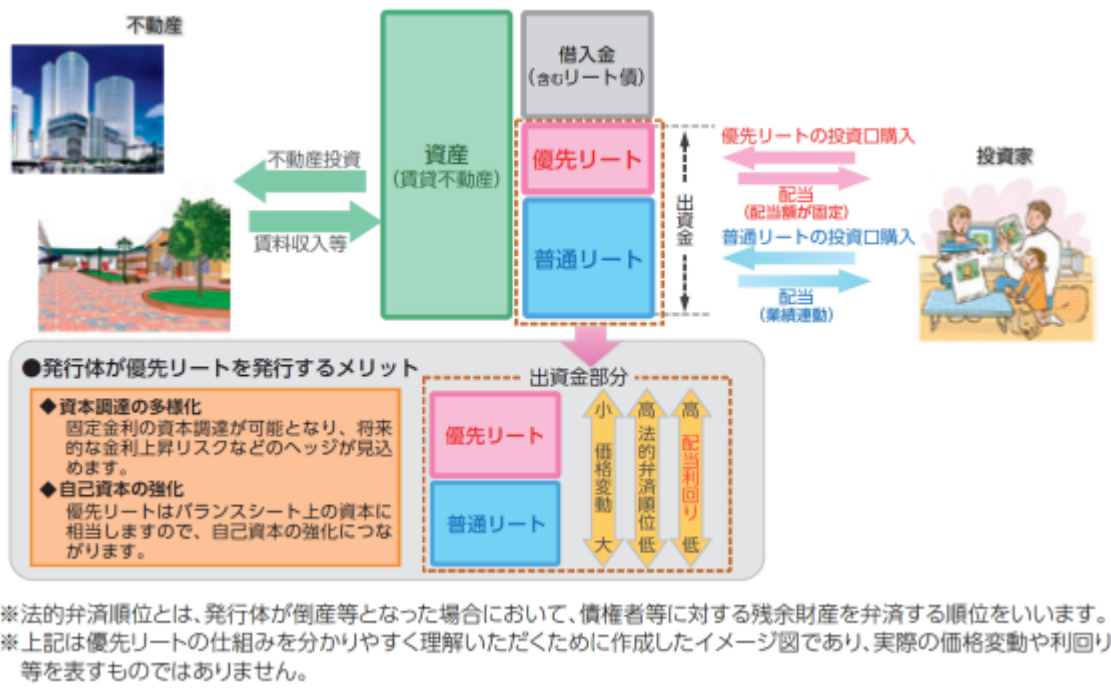 不動産
借入金
(含むリート債)
優先リートの投資口購入
投資家
不動産投資
資産
(賃貸不動産)
優先リート
出資金
配当
(配当額が固定)
賃料収入等
普通リートの投資口購入
普通リート
配当
(業績連動)
●発行体が優先リートを発行するメリット
出資金部分
◆資本調達の多様化
固定金利の資本調達が可能となり、将来
的な金利上昇リスクなどのヘッジが見込
めます。
◆自己資本の強化
優先リートはバランスシート上の資本に
相当しますので、自己資本の強化につな
がります。
優先リート
普通リート
小 価格変動 大
高 法的弁済順位 低
高 配当利回り 低
※法的弁済順位とは、発行体が倒産等となった場合において、債権者等に対する残余財産を弁済する順位をいいます。
※上記は優先リートの仕組みを分かりやすく理解いただくために作成したイメージ図であり、実際の価格変動や利回り
等を表すものではありません。